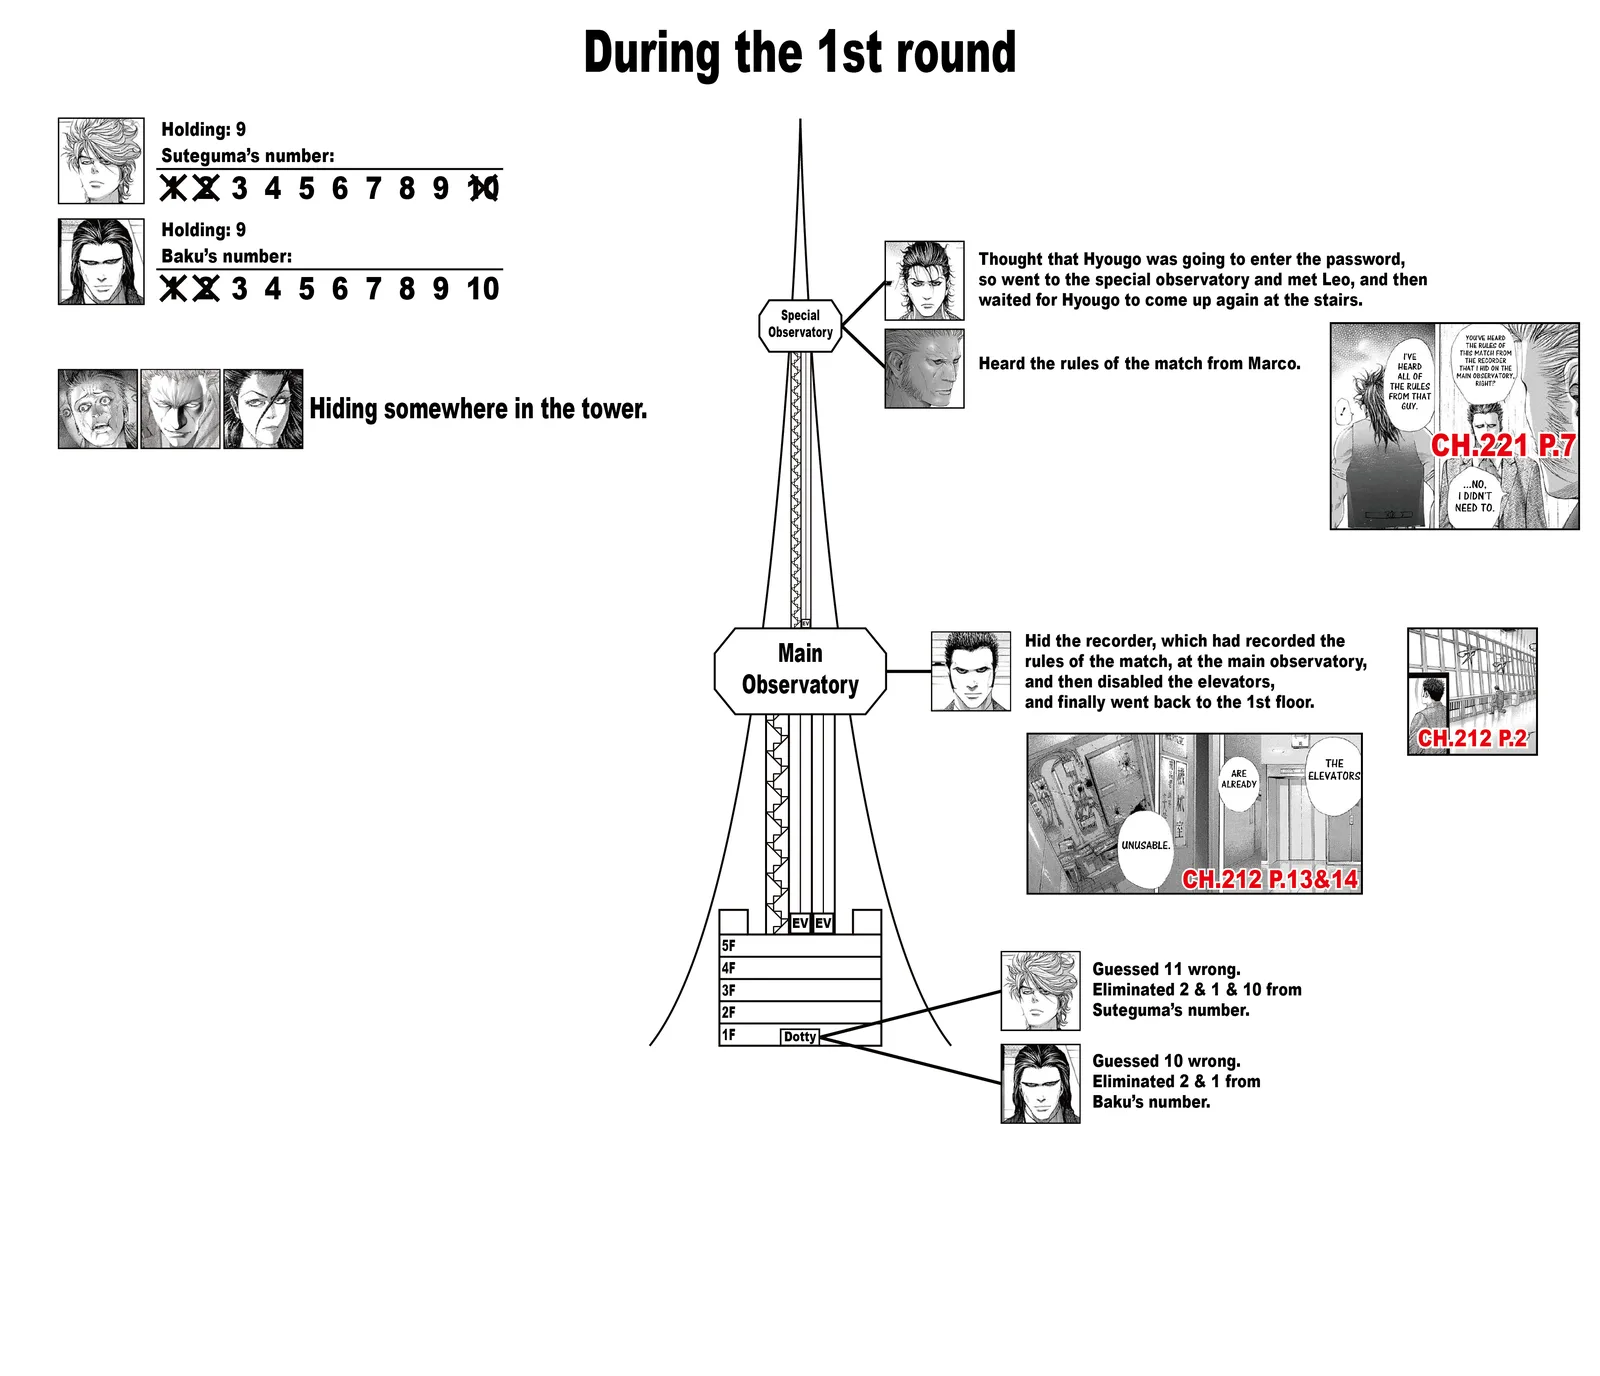 During the 1st round
Holding: 9
Suteguma's number:
1 2 3 4 5 6 7 8 9 10
Holding: 9
Baku's number:
1 2 3 4 5 6 7 8 9 10
Hiding somewhere in the tower.
Special
Observatory
Thought that Hyougo was going to enter the password,
so went to the special observatory and met Leo, and then
waited for Hyougo to come up again at the stairs.
Heard the rules of the match from Marco.
I'VE
HEARD
ALL OF
THE RULES
FROM THAT
GUY.
YOU'VE HEARD
THE RULES OF
THIS MATCH FROM
THE RECORDER
THAT I HID ON THE
MAIN OBSERVATORY,
RIGHT?
CH.221 P.7
...NO,
I DIDN'T
NEED TO.
EV
Main
Observatory
Hid the recorder, which had recorded the
rules of the match, at the main observatory,
and then disabled the elevators,
and finally went back to the 1st floor.
CH.212 P.2
THE
ELEVATORS
ARE
ALREADY
UNUSABLE.
CH.212 P.13&14
EV EV
5F
4F
3F
2F
1F
Dotty
Guessed 11 wrong.
Eliminated 2 & 1 & 10 from
Suteguma's number.
Guessed 10 wrong.
Eliminated 2 & 1 from
Baku's number.